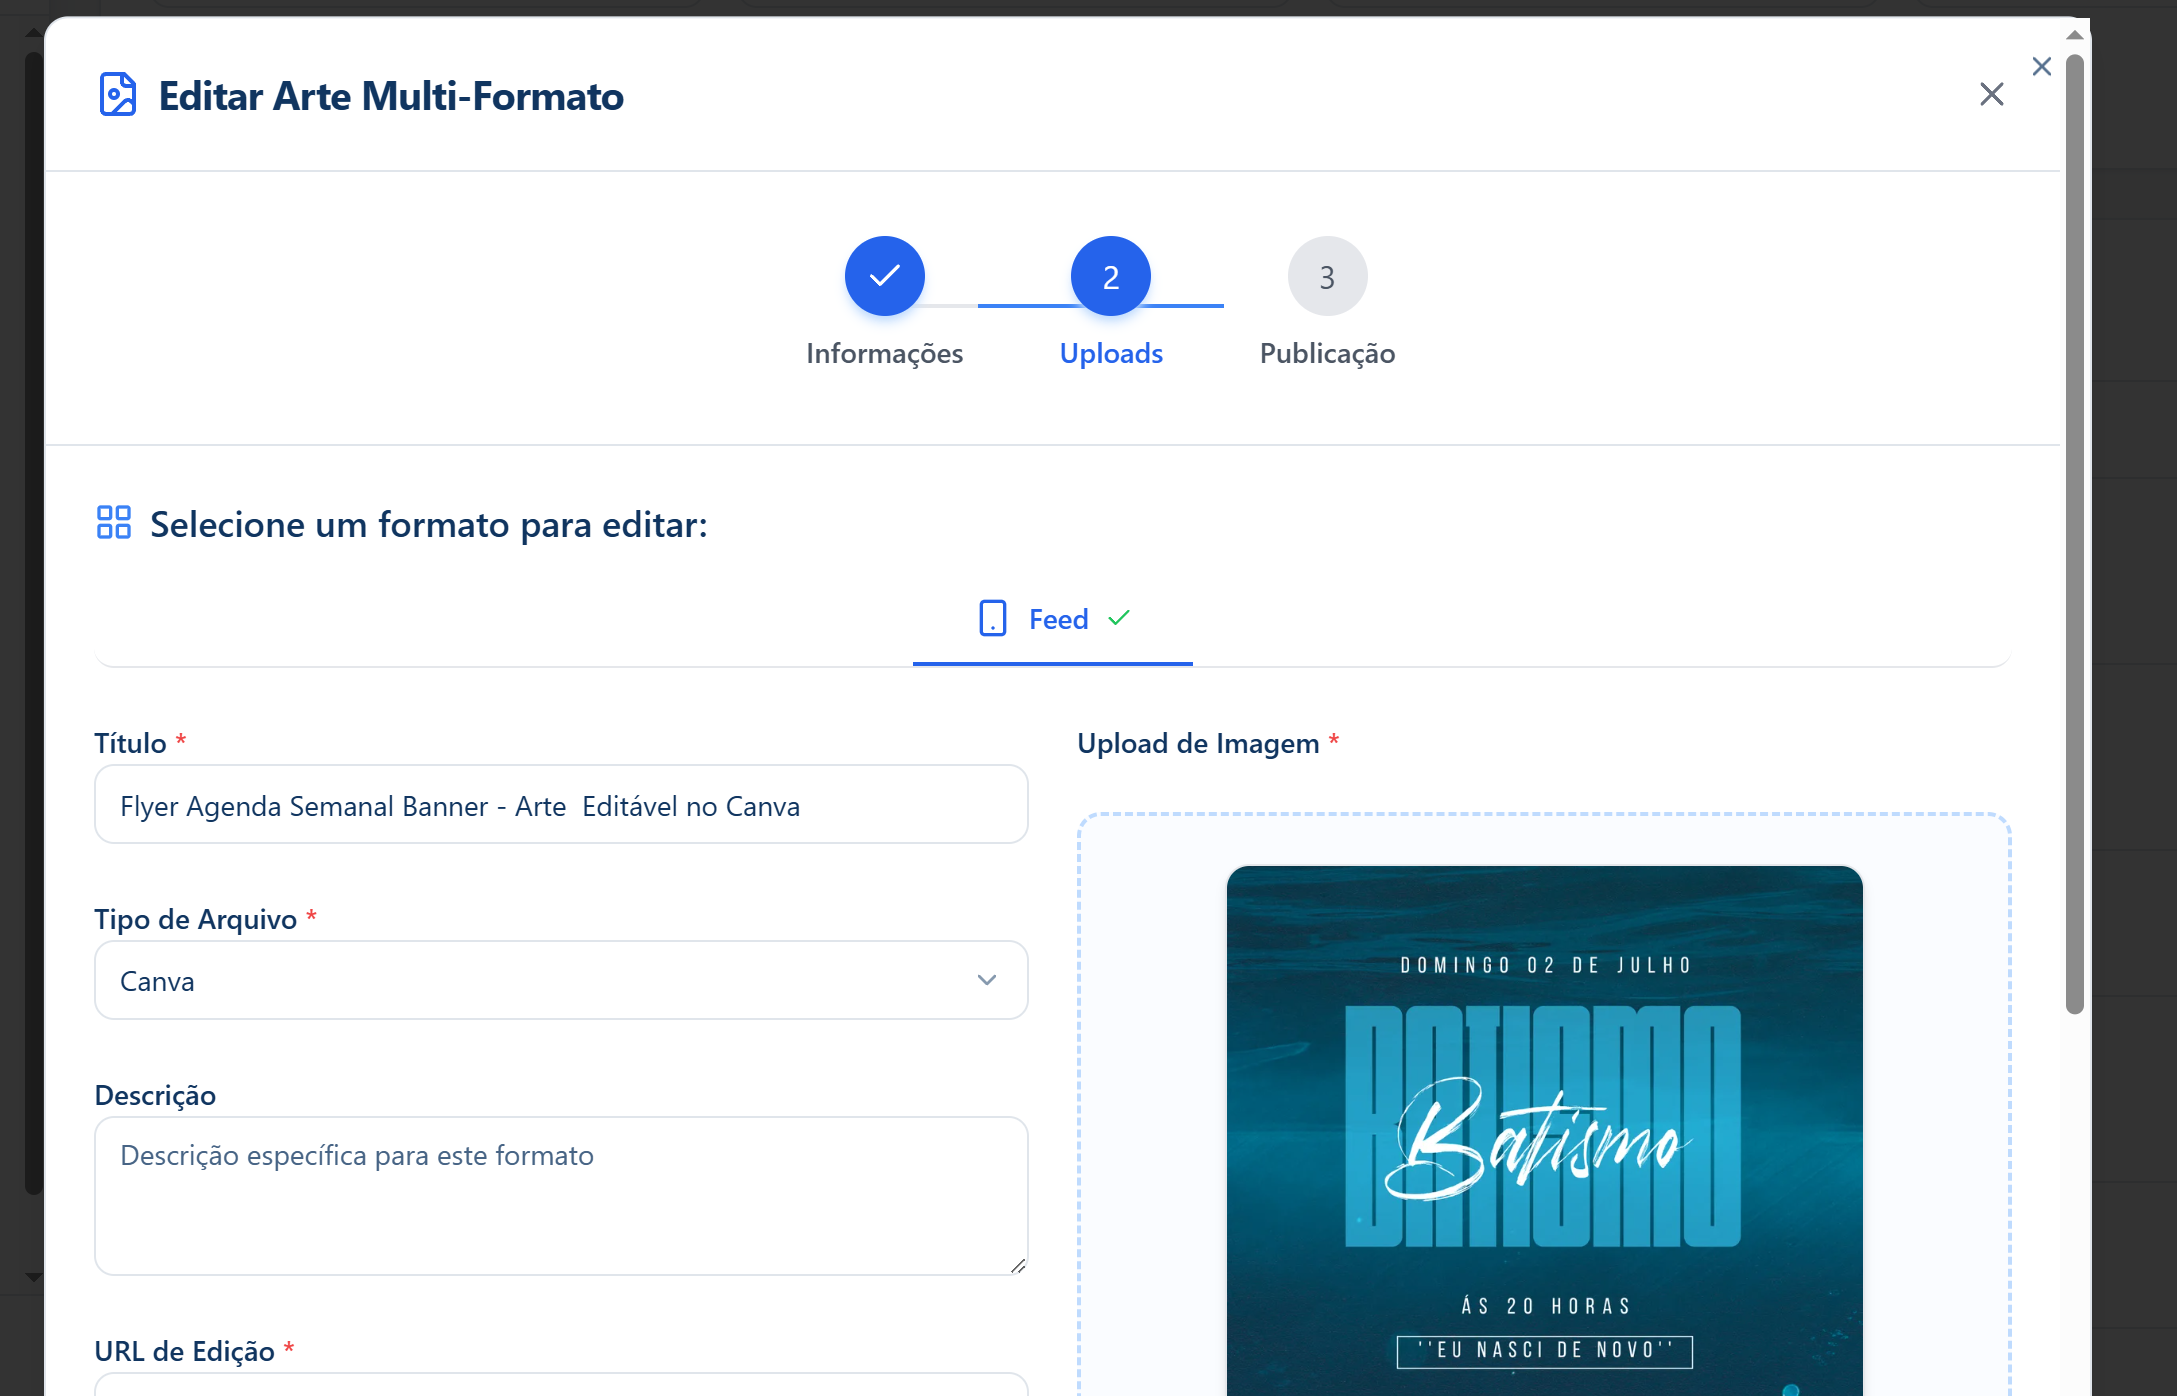 Editar Arte Multi-Formato
2
3
Informações
Uploads
Publicação
Selecione um formato para editar:
Feed
Título *
Flyer Agenda Semanal Banner - Arte  Editável no Canva
Tipo de Arquivo *
Canva
Descrição
Descrição específica para este formato
URL de Edição *
Upload de Imagem *
DOMINGO 02 DE JULHO
BATISMO
Batismo
ÁS 20 HORAS
''EU NASCI DE NOVO''